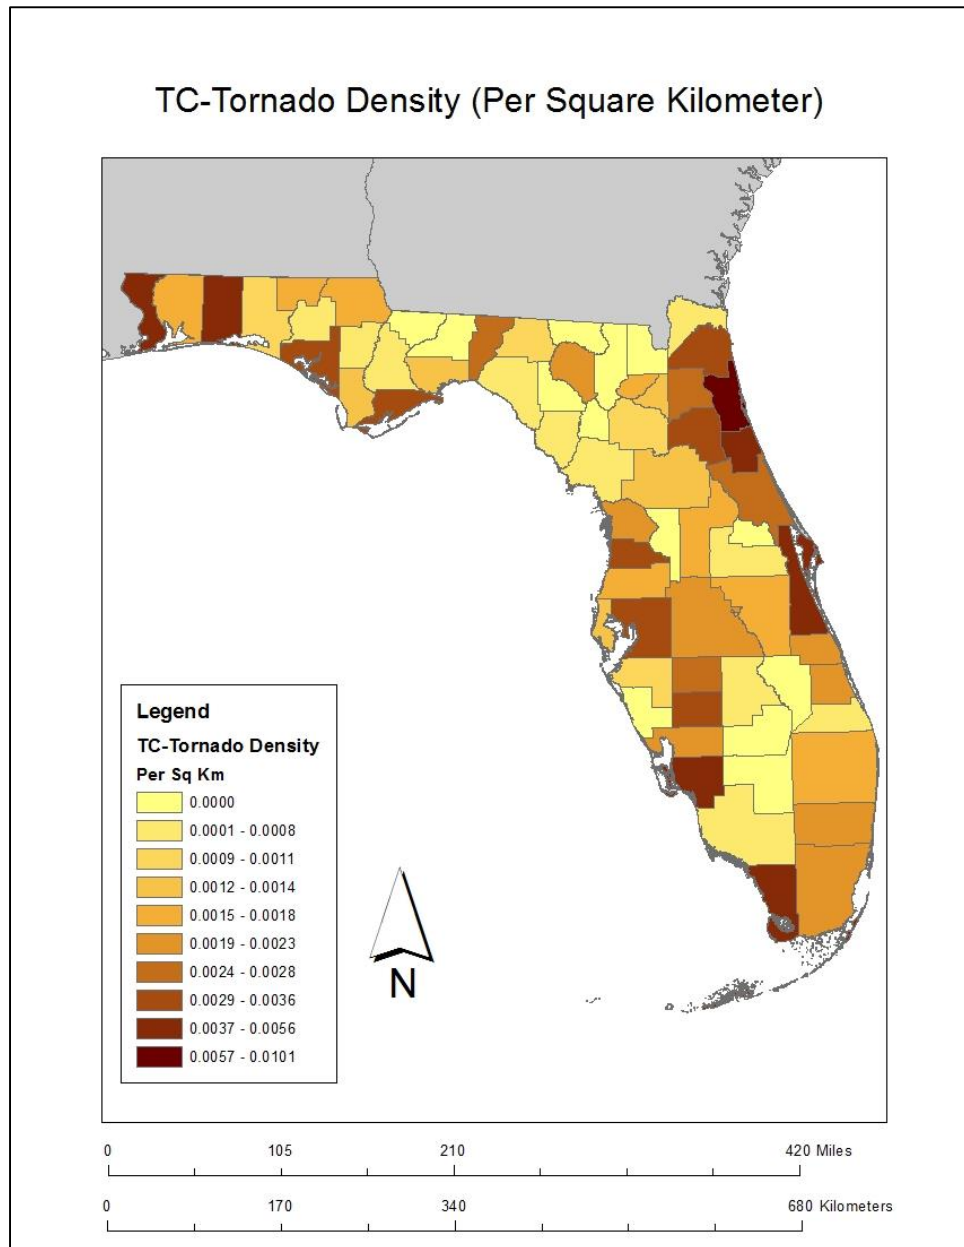 TC-Tornado Density (Per Square Kilometer)
Legend
TC-Tornado Density
Per Sq Km
0.0000
0.0001 - 0.0008
0.0009 - 0.0011
0.0012 - 0.0014
0.0015 - 0.0018
0.0019 - 0.0023
0.0024 - 0.0028
0.0029 - 0.0036
0.0037 - 0.0056
0.0057 - 0.0101
N
0 105 210 420 Miles
0 170 340 680 Kilometers